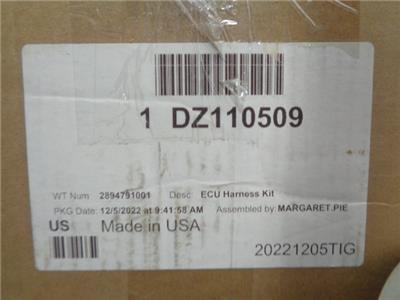 1 DZ110509
WT Num 2894791001 Desc: ECU Harness Kit
PKG Date: 12/5/2022 at 9:41:58 AM Assembled by: MARGARET.PIE
US Made in USA
20221205TIG